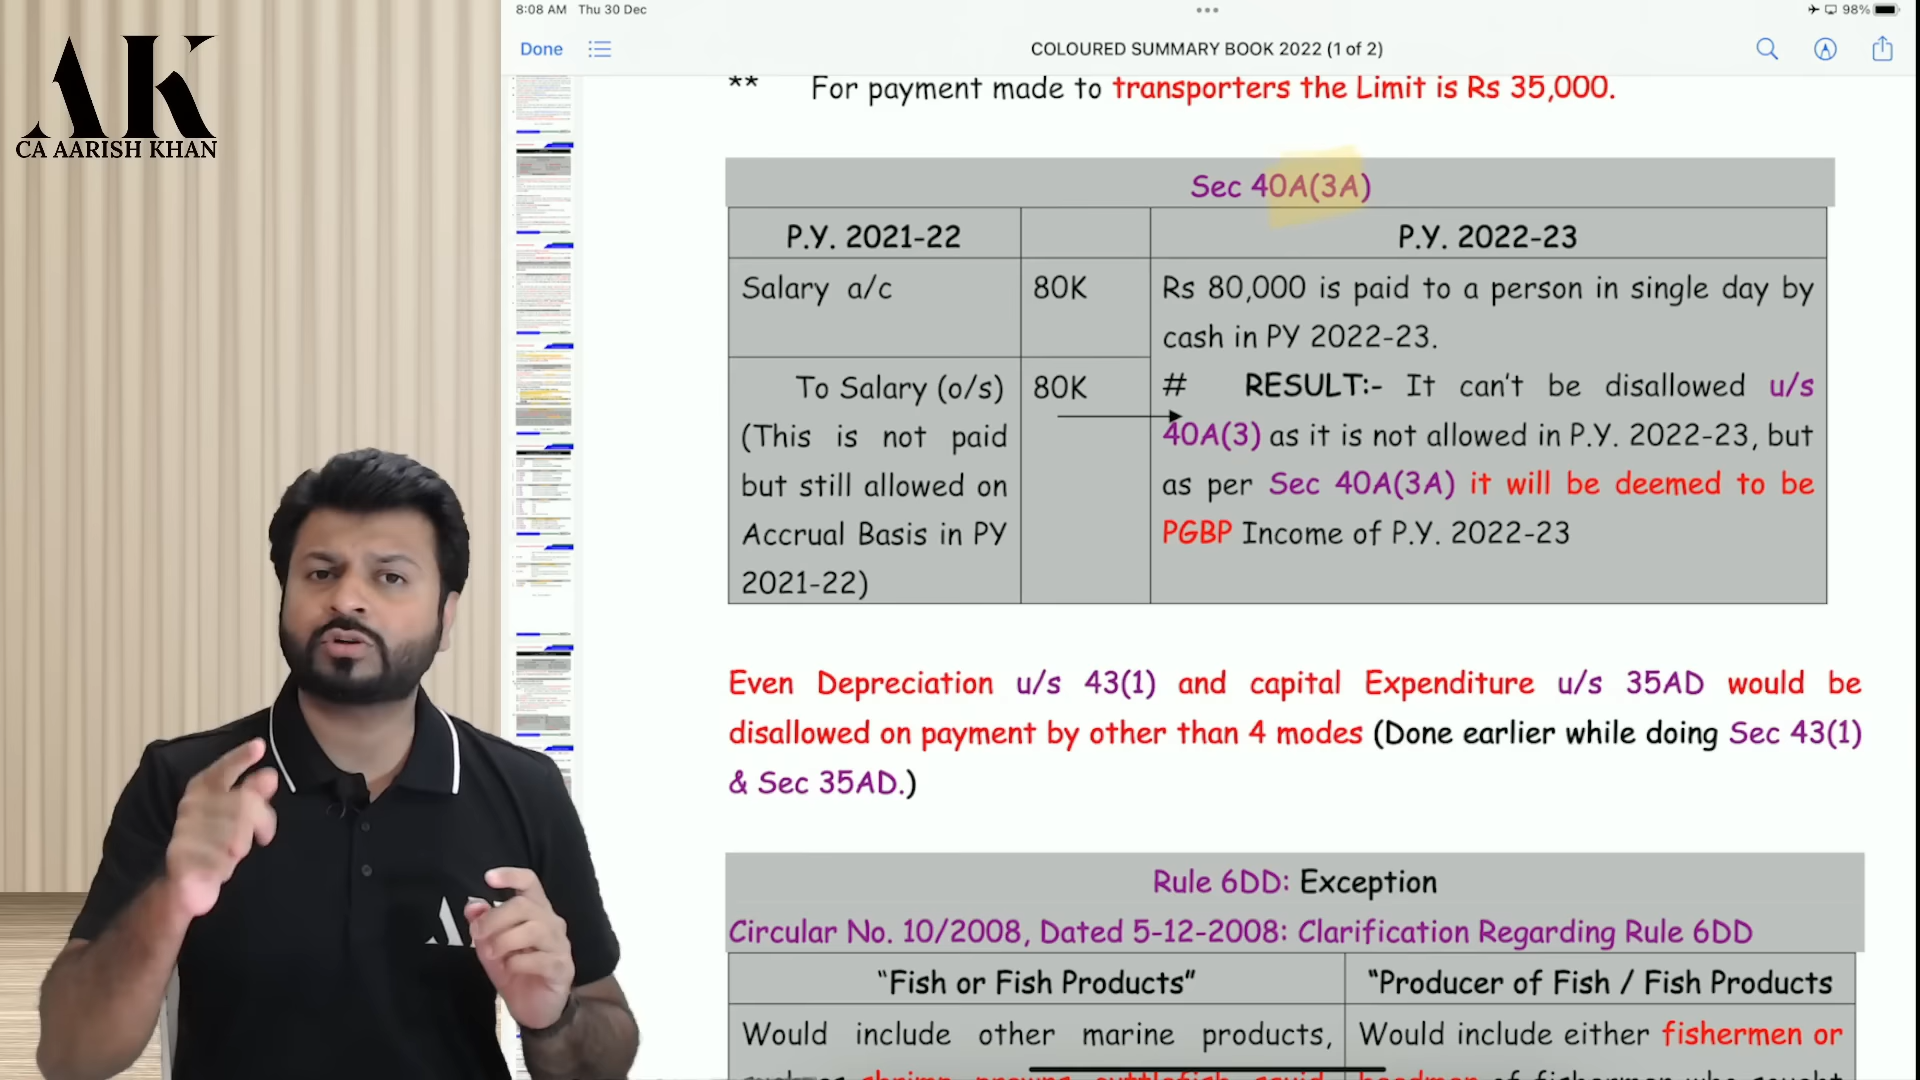 8:08 AM Thu 30 Dec
98%
AK
CA AARISH KHAN
Done
COLOURED SUMMARY BOOK 2022 (1 of 2)
** For payment made to transporters the Limit is Rs 35,000.
Sec 40A(3A)
P.Y. 2021-22
P.Y. 2022-23
Salary a/c
80K
Rs 80,000 is paid to a person in single day by
cash in PY 2022-23.
To Salary (o/s)
(This is not paid
but still allowed on
Accrual Basis in PY
2021-22)
80K
# RESULT:- It can't be disallowed u/s
40A(3) as it is not allowed in P.Y. 2022-23, but
as per Sec 40A(3A) it will be deemed to be
PGBP Income of P.Y. 2022-23
Even Depreciation u/s 43(1) and capital Expenditure u/s 35AD would be
disallowed on payment by other than 4 modes (Done earlier while doing Sec 43(1)
& Sec 35AD.)
Rule 6DD: Exception
Circular No. 10/2008, Dated 5-12-2008: Clarification Regarding Rule 6DD
"Fish or Fish Products"
"Producer of Fish / Fish Products
Would include other marine products,
Would include either fishermen or